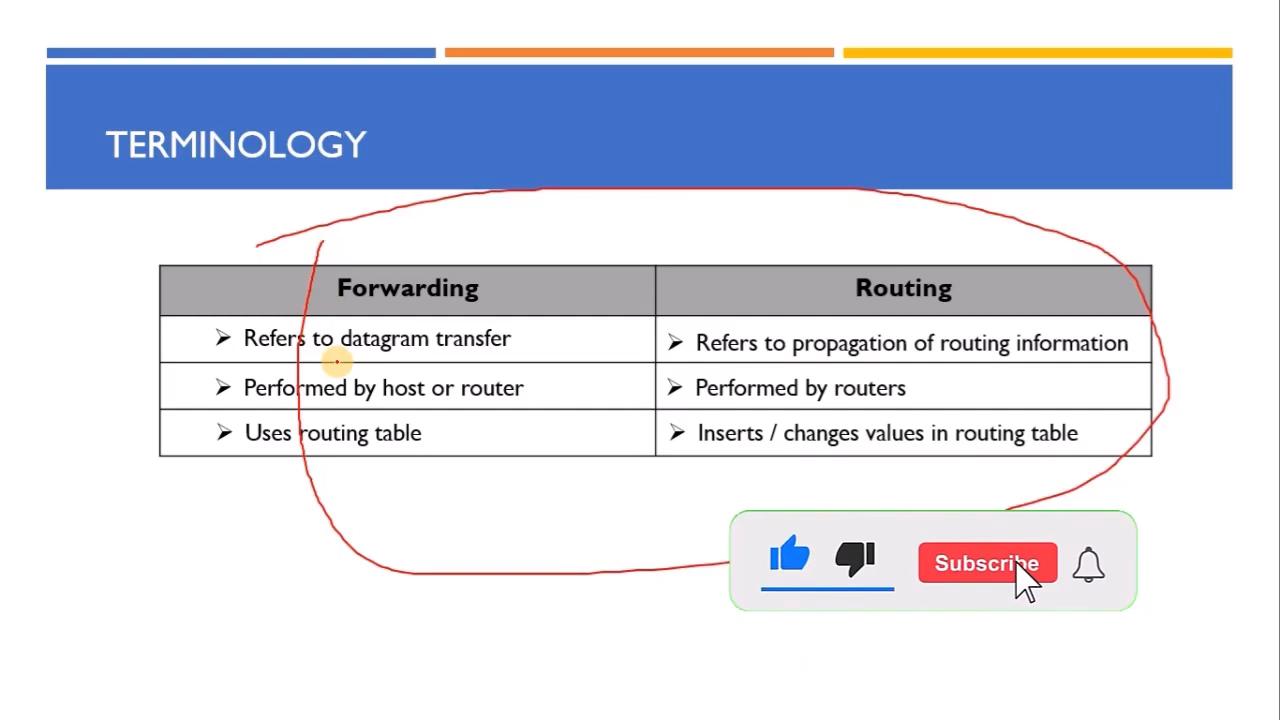 TERMINOLOGY
Forwarding Routing
➢ Refers to datagram transfer ➢ Refers to propagation of routing information
➢ Performed by host or router ➢ Performed by routers
➢ Uses routing table ➢ Inserts / changes values in routing table
Subscribe